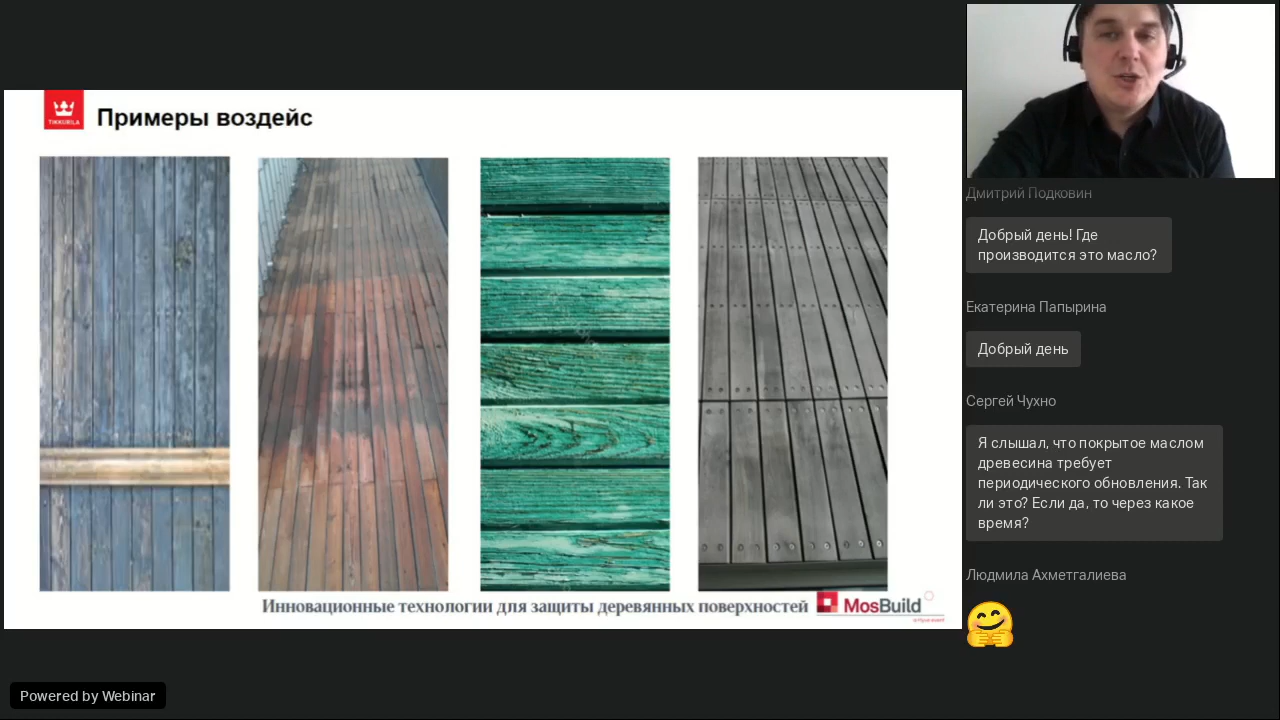 TIKKURILA
Примеры воздейс
Инновационные технологии для защиты деревянных поверхностей
MosBuild
Дмитрий Подковин
Добрый день! Где
производится это масло?
Екатерина Папырина
Добрый день
Сергей Чухно
Я слышал, что покрытое маслом
древесина требует
периодического обновления. Так
ли это? Если да, то через какое
время?
Людмила Ахметгалиева
Powered by Webinar